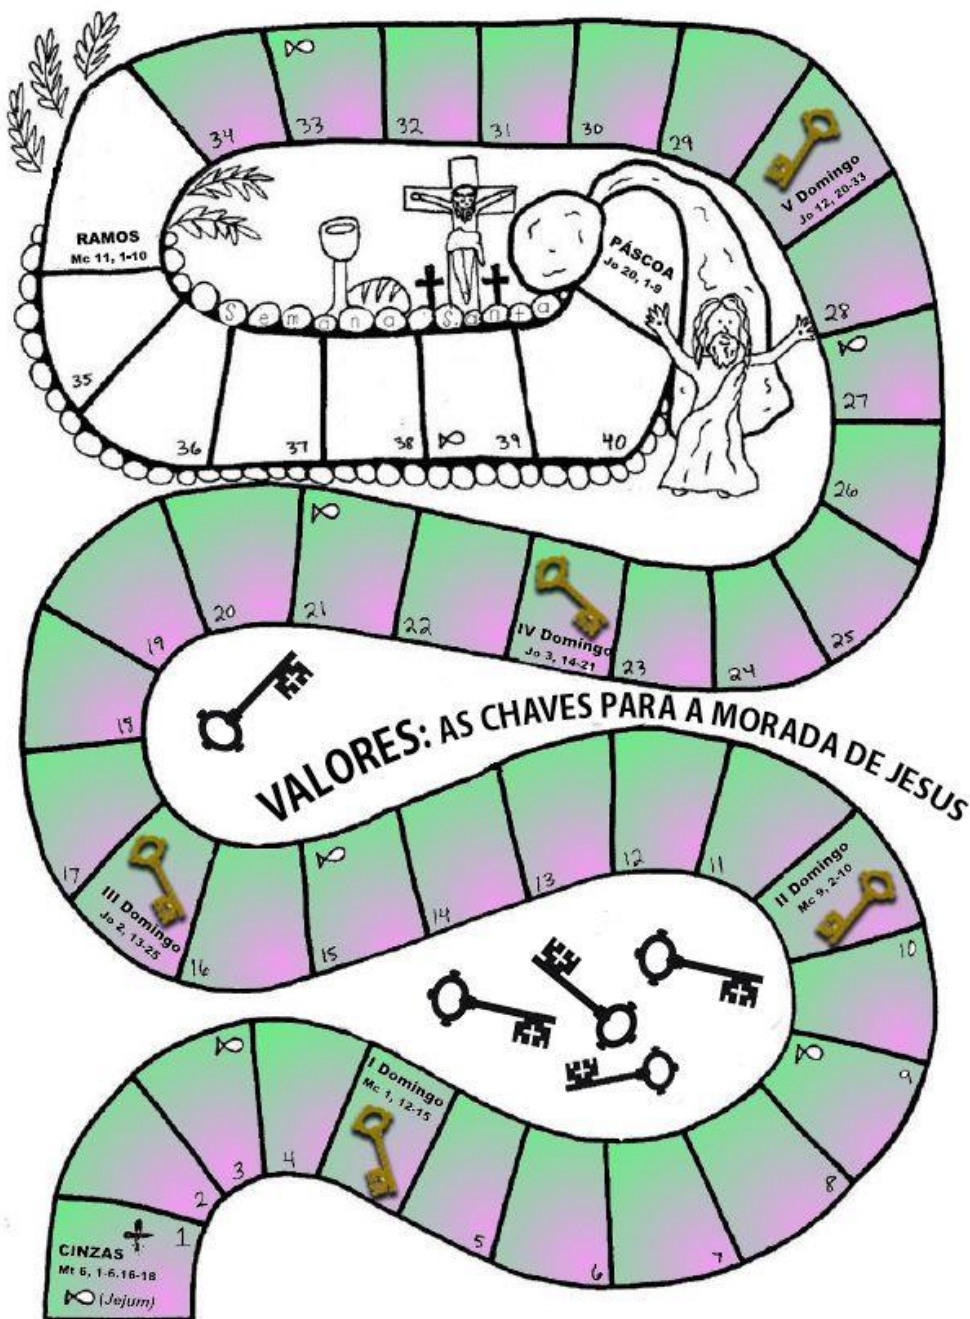 34
33
32
31
30
29
V Domingo
Jo 12, 20-33
RAMOS
Mc 11, 1-10
PÁSCOA
Jo 20, 1-9
Semana Santa
28
27
35
36
37
38
39
40
26
25
24
23
IV Domingo
Jo 3, 14-21
22
21
20
19
18
17
VALORES: AS CHAVES PARA A MORADA DE JESUS
III Domingo
Jo 2, 13-25
16
15
14
13
12
11
II Domingo
Mc 9, 2-10
10
9
8
7
6
5
I Domingo
Mc 1, 12-15
4
3
2
1
CINZAS
Mt 6, 1-6.16-18
(Jejum)